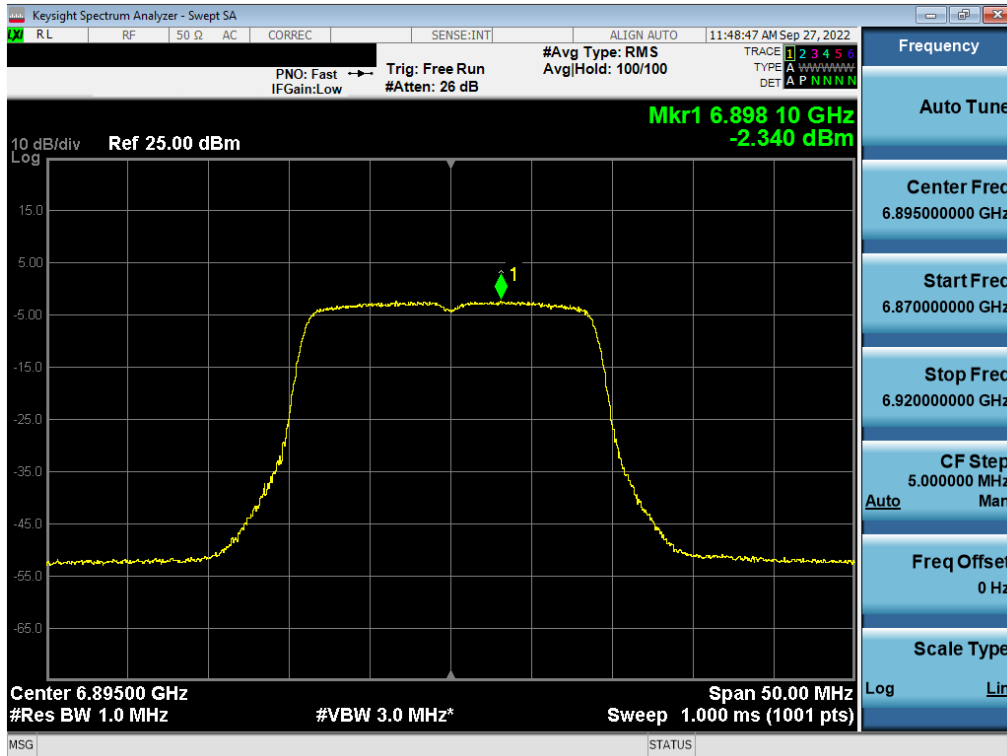 Keysight Spectrum Analyzer - Swept SA
LXI RL RF 50 Ω AC CORREC SENSE:INT ALIGN AUTO 11:48:47 AM Sep 27, 2022
PNO: Fast
IFGain:Low
Trig: Free Run
#Atten: 26 dB
#Avg Type: RMS
Avg|Hold: 100/100
TRACE 1 2 3 4 5 6
TYPE A WWWWW
DET A P N N N N
Mkr1 6.898 10 GHz
-2.340 dBm
10 dB/div Ref 25.00 dBm
Log
15.0
5.00
-5.00
-15.0
-25.0
-35.0
-45.0
-55.0
-65.0
1
Center 6.89500 GHz Span 50.00 MHz
#Res BW 1.0 MHz #VBW 3.0 MHz* Sweep 1.000 ms (1001 pts)
MSG STATUS
Frequency
Auto Tune
Center Freq
6.895000000 GHz
Start Freq
6.870000000 GHz
Stop Freq
6.920000000 GHz
CF Step
5.000000 MHz
Auto Man
Freq Offset
0 Hz
Scale Type
Log Lin